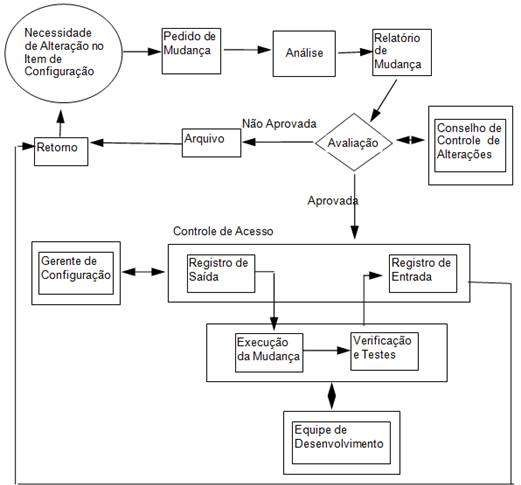 Necessidade
de Alteração no
Item de
Configuração
Pedido de
Mudança
Análise
Relatório
de
Mudança
Não Aprovada
Arquivo
Retorno
Avaliação
Conselho de
Controle de
Alterações
Aprovada
Controle de Acesso
Gerente de
Configuração
Registro de
Saída
Registro de
Entrada
Execução
da Mudança
Verificação
e Testes
Equipe de
Desenvolvimento